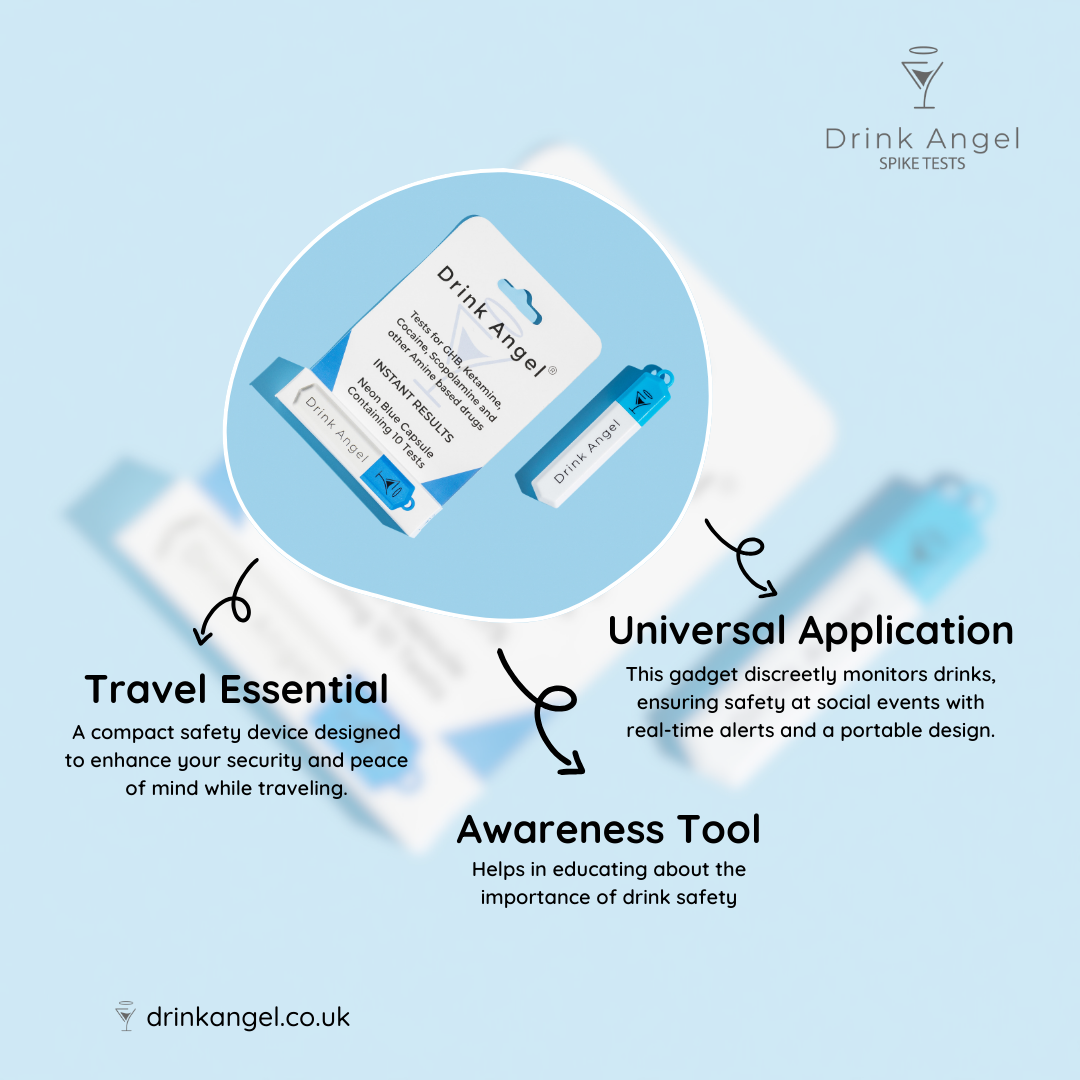 Drink Angel
SPIKE TESTS
Drink Angel®
Tests for GHB, Ketamine,
Cocaine, Scopolamine and
other Amine based drugs
INSTANT RESULTS
Neon Blue Capsule
Containing 10 Tests
Drink Angel
Drink Angel
Travel Essential
A compact safety device designed
to enhance your security and peace
of mind while traveling.
Universal Application
This gadget discreetly monitors drinks,
ensuring safety at social events with
real-time alerts and a portable design.
Awareness Tool
Helps in educating about the
importance of drink safety
drinkangel.co.uk